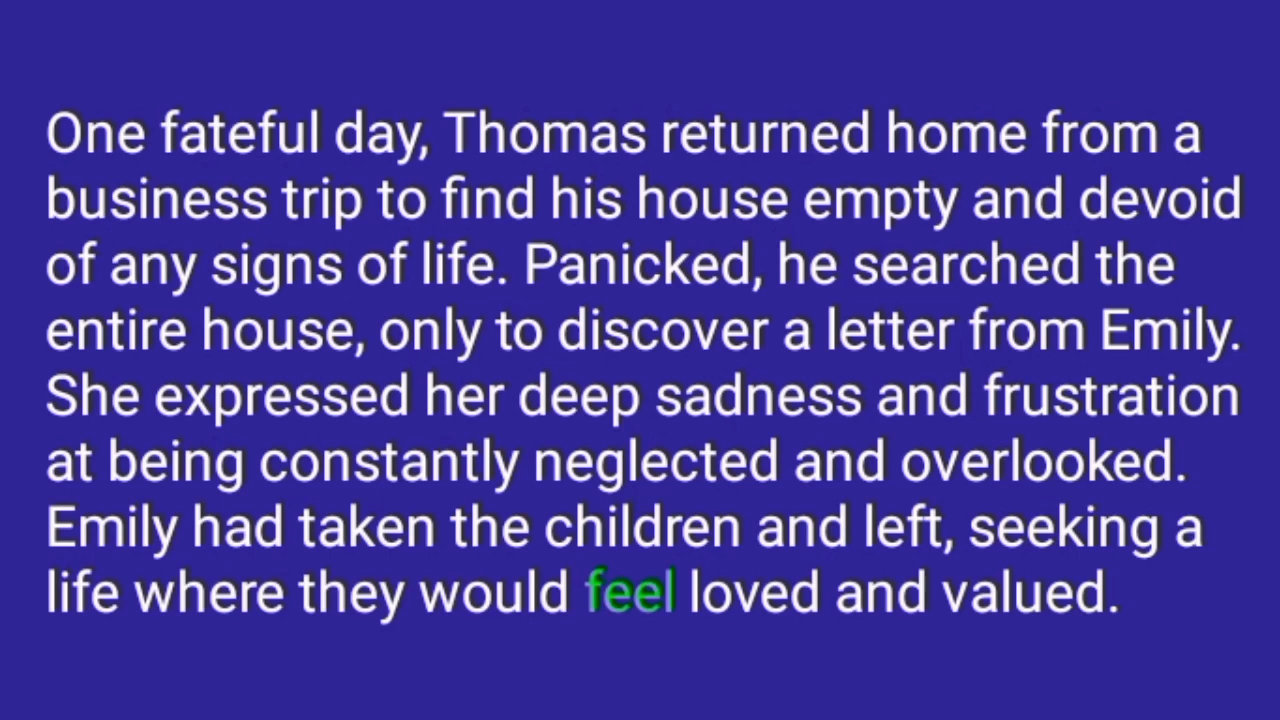 One fateful day, Thomas returned home from a
business trip to find his house empty and devoid
of any signs of life. Panicked, he searched the
entire house, only to discover a letter from Emily.
She expressed her deep sadness and frustration
at being constantly neglected and overlooked.
Emily had taken the children and left, seeking a
life where they would feel loved and valued.